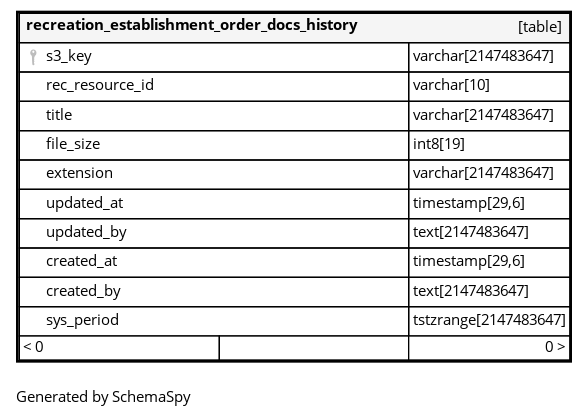 recreation_establishment_order_docs_history [table]
s3_key varchar[2147483647]
rec_resource_id varchar[10]
title varchar[2147483647]
file_size int8[19]
extension varchar[2147483647]
updated_at timestamp[29,6]
updated_by text[2147483647]
created_at timestamp[29,6]
created_by text[2147483647]
sys_period tstzrange[2147483647]
< 0 0 >
Generated by SchemaSpy